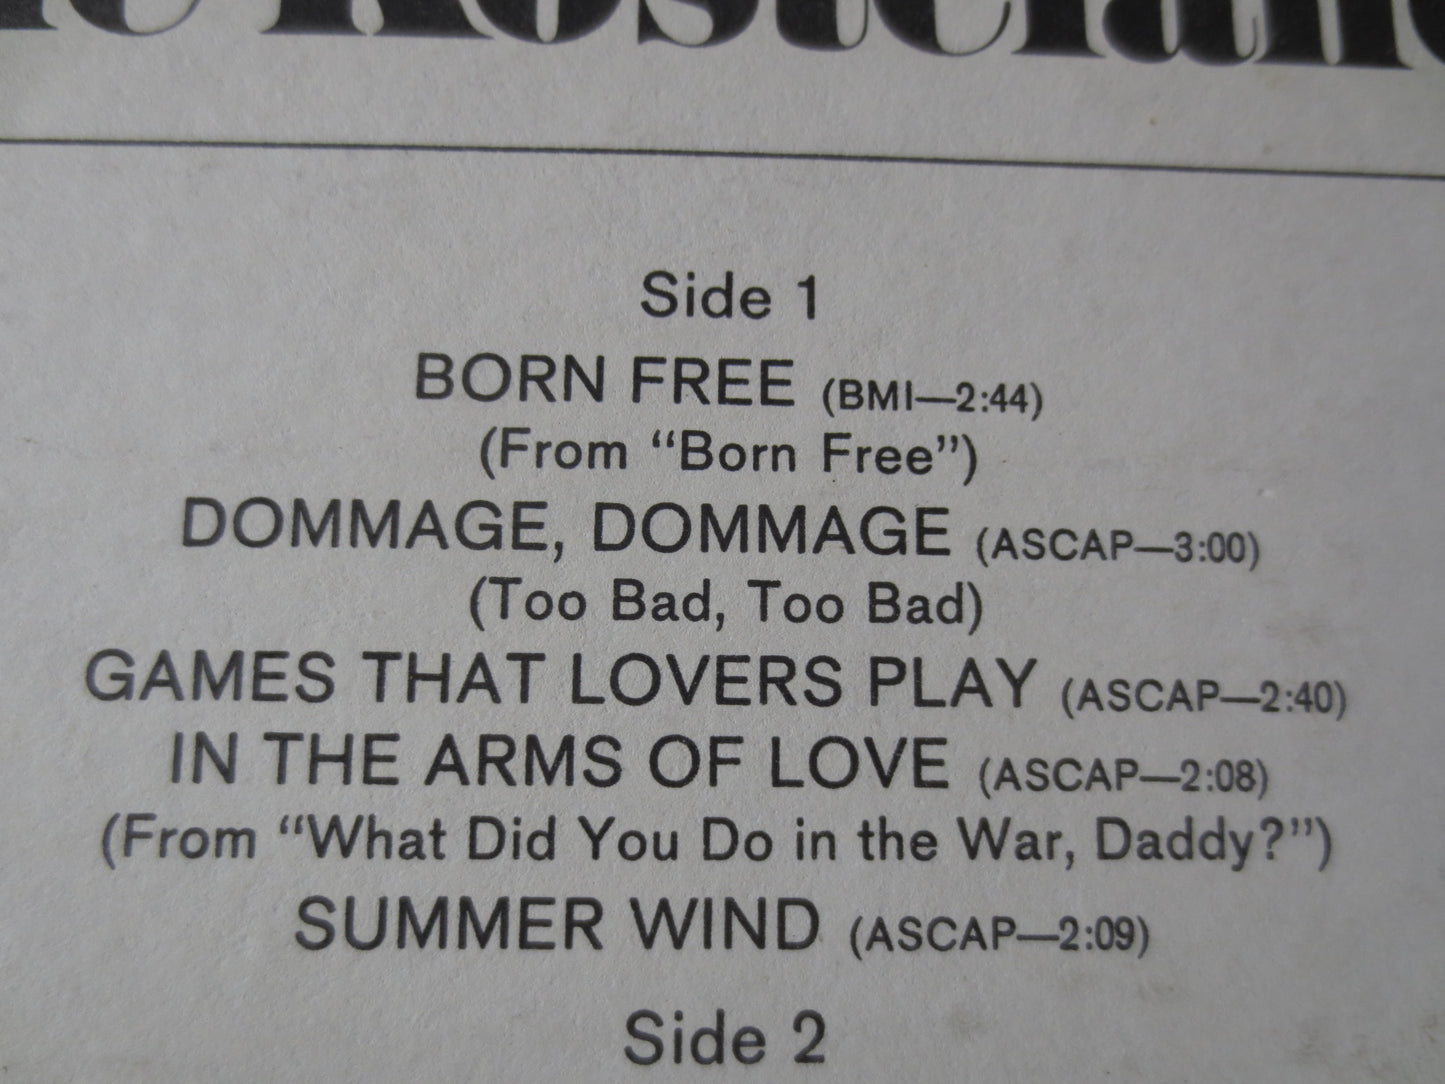 Side 1
BORN FREE (BMI—2:44)
(From “Born Free”)
DOMMAGE, DOMMAGE (ASCAP—3:00)
(Too Bad, Too Bad)
GAMES THAT LOVERS PLAY (ASCAP—2:40)
IN THE ARMS OF LOVE (ASCAP—2:08)
(From “What Did You Do in the War, Daddy?”)
SUMMER WIND (ASCAP—2:09)
Side 2